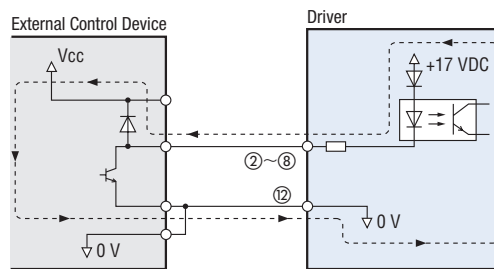 External Control Device
Driver
Vcc
+17 VDC
②~⑧
⑫
0 V
0 V